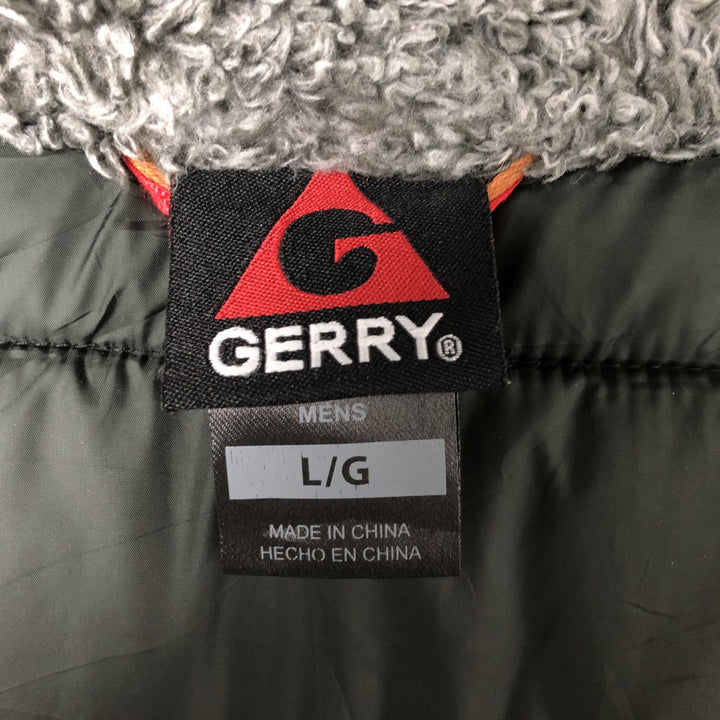 G
GERRY®
MENS
L/G
MADE IN CHINA
HECHO EN CHINA